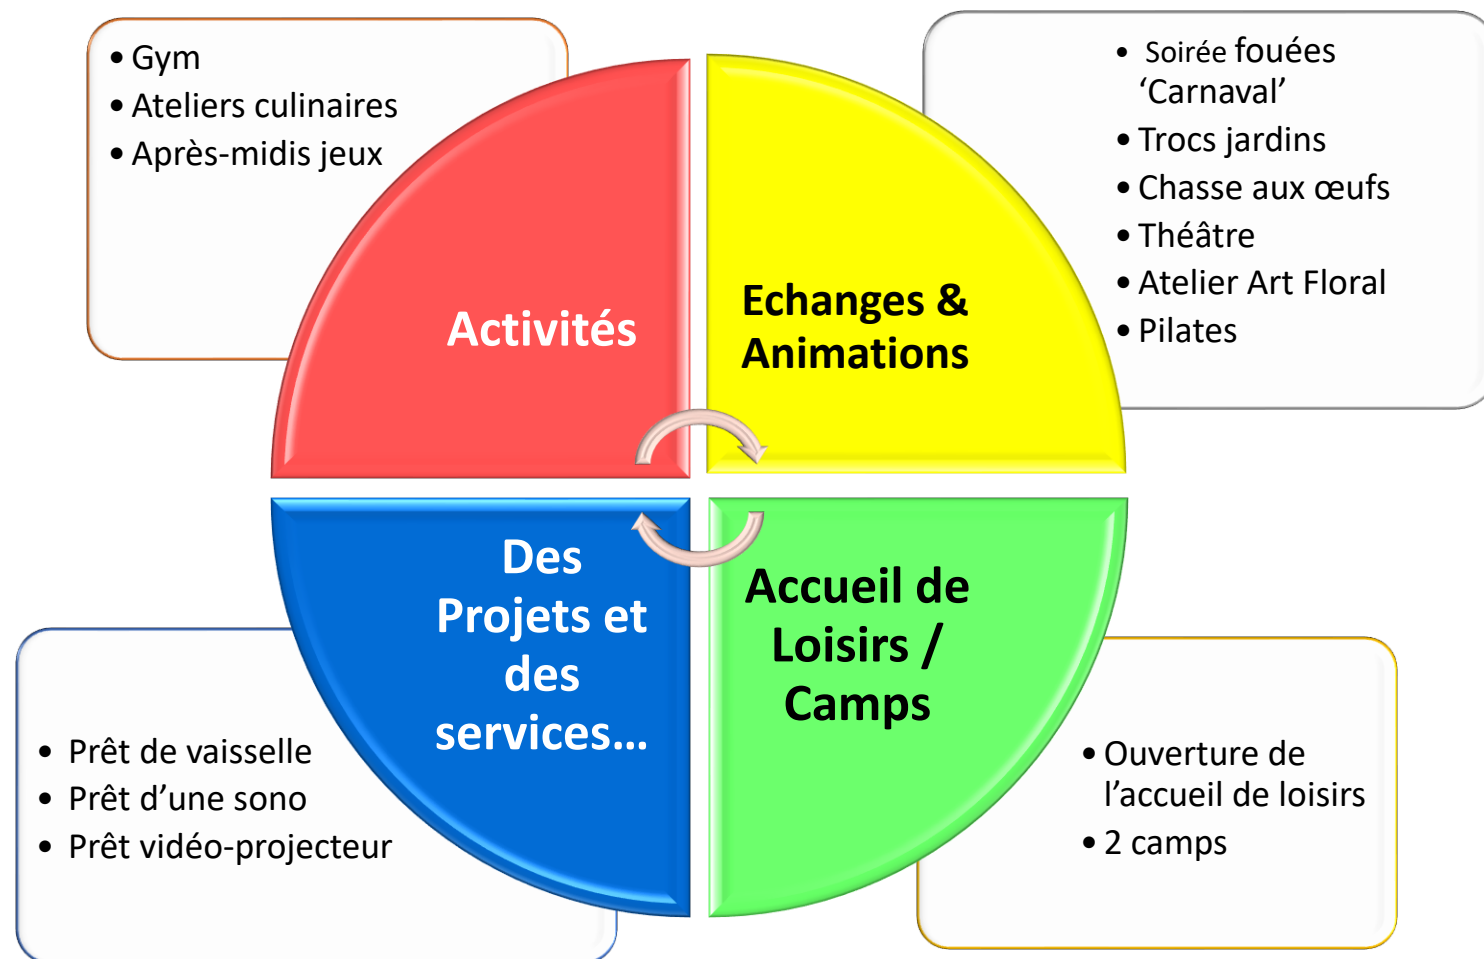 • Gym
• Ateliers culinaires
• Après-midis jeux
Activités
• Soirée fouées
‘Carnaval’
• Trocs jardins
• Chasse aux œufs
• Théâtre
• Atelier Art Floral
• Pilates
Echanges &
Animations
Des
Projets et
des
services...
• Prêt de vaisselle
• Prêt d’une sono
• Prêt vidéo-projecteur
Accueil de
Loisirs /
Camps
• Ouverture de
l’accueil de loisirs
• 2 camps